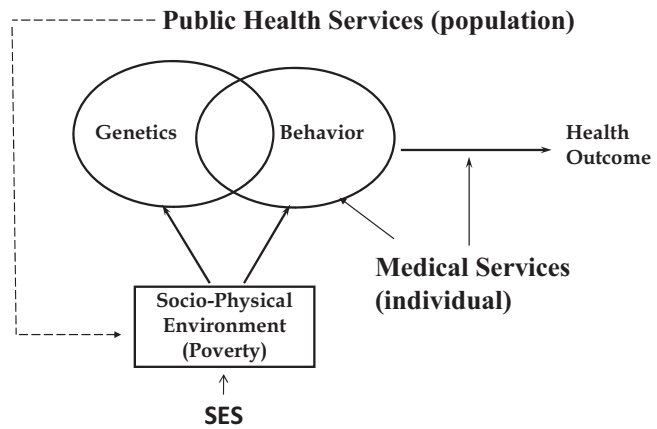 Public Health Services (population)
Genetics
Behavior
Health
Outcome
Medical Services
(individual)
Socio-Physical
Environment
(Poverty)
SES